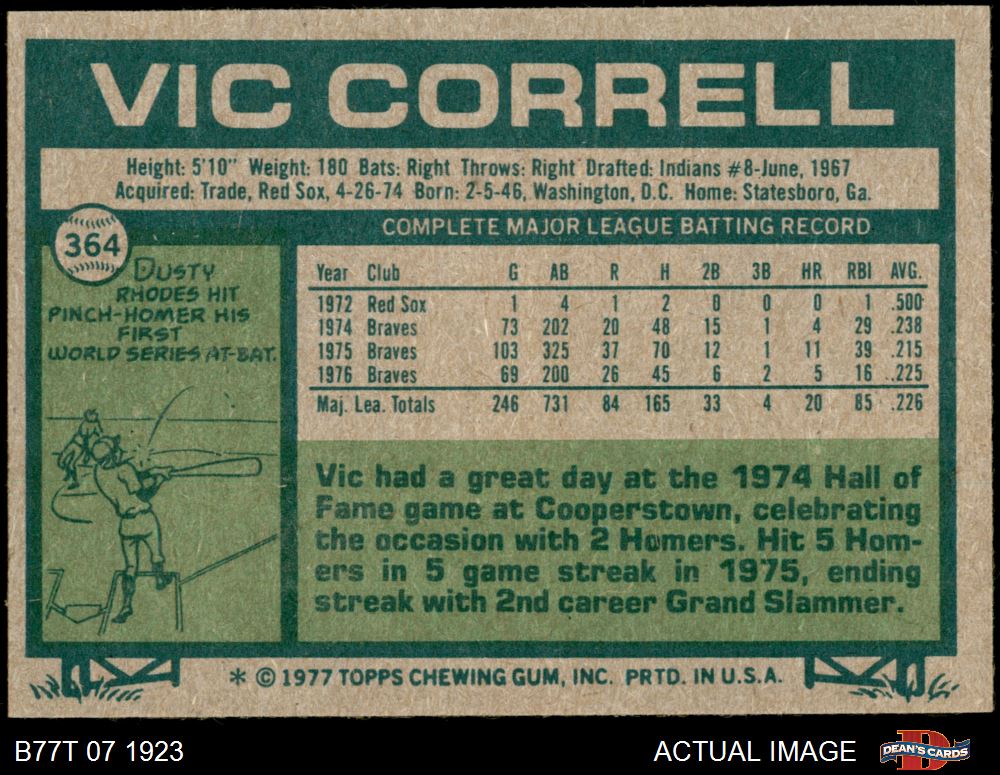 VIC CORRELL
Height: 5'10" Weight: 180 Bats: Right Throws: Right Drafted: Indians #8-June, 1967
Acquired: Trade, Red Sox, 4-26-74 Born: 2-5-46, Washington, D.C. Home: Statesboro, Ga.
364
DUSTY
RHODES HIT
PINCH-HOMER HIS
FIRST
WORLD SERIES AT-BAT.
COMPLETE MAJOR LEAGUE BATTING RECORD
Year Club G AB R H 2B 3B HR RBI AVG.
1972 Red Sox 1 4 1 2 0 0 0 1 .500
1974 Braves 73 202 20 48 15 1 4 29 .238
1975 Braves 103 325 37 70 12 1 11 39 .215
1976 Braves 69 200 26 45 6 2 5 16 .225
Maj. Lea. Totals 246 731 84 165 33 4 20 85 .226
Vic had a great day at the 1974 Hall of
Fame game at Cooperstown, celebrating
the occasion with 2 Homers. Hit 5 Hom-
ers in 5 game streak in 1975, ending
streak with 2nd career Grand Slammer.
* © 1977 TOPPS CHEWING GUM, INC. PRTD. IN U.S.A.
B77T 07 1923 ACTUAL IMAGE DEAN'S CARDS